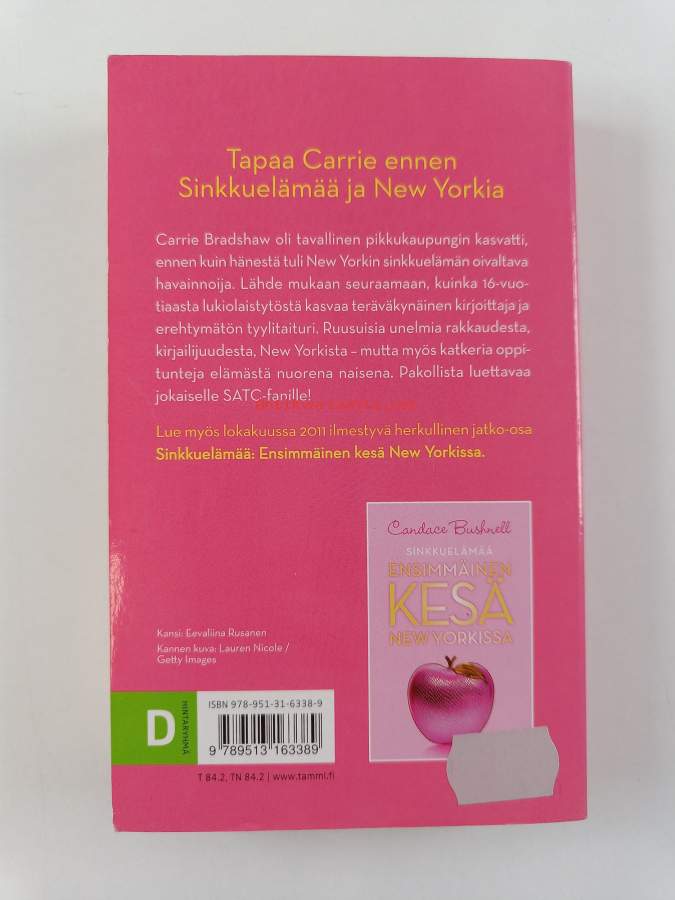 Tapaa Carrie ennen
Sinkkuelämää ja New Yorkia
Carrie Bradshaw oli tavallinen pikkukaupungin kasvatti,
ennen kuin hänestä tuli New Yorkin sinkkuelämän oivaltava
havainnoija. Lähde mukaan seuraamaan, kuinka 16-vuo-
tiaasta lukiolaistytöstä kasvaa teräväkynäinen kirjoittaja ja
erehtymätön tyylitaituri. Ruusuisia unelmia rakkaudesta,
kirjailijuudesta, New Yorkista – mutta myös katkeria oppi-
tunteja elämästä nuorena naisena. Pakollista luettavaa
jokaiselle SATC-fanille!
Lue myös lokakuussa 2011 ilmestyvä herkullinen jatko-osa
Sinkkuelämää: Ensimmäinen kesä New Yorkissa.
Candace Bushnell
SINKKUELÄMÄÄ
ENSIMMÄINEN
KESÄ
NEW YORKISSA
Kansi: Eevaliina Rusanen
Kannen kuva: Lauren Nicole /
Getty Images
D
HINTARYHMÄ
ISBN 978-951-31-6338-9
9 789513 163389
T 84.2, TN 84.2 | www.tammi.fi